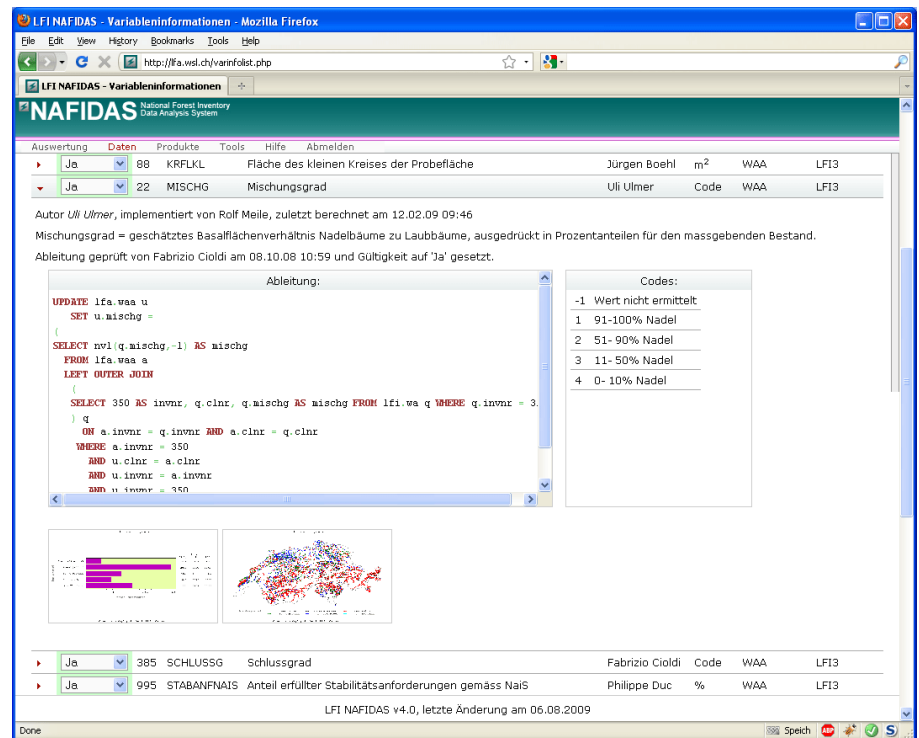 LFI NAFIDAS - Variableninformationen - Mozilla Firefox
File Edit View History Bookmarks Tools Help
http://lfa.wsl.ch/varinfolist.php
LFI NAFIDAS - Variableninformationen
NAFIDAS National Forest Inventory Data Analysis System
Auswertung Daten Produkte Tools Hilfe Abmelden
Ja 88 KRFLKL Fläche des kleinen Kreises der Probefläche Jürgen Boehl m² WAA LFI3
Ja 22 MISCHG Mischungsgrad Uli Ulmer Code WAA LFI3
Autor Uli Ulmer, implementiert von Rolf Meile, zuletzt berechnet am 12.02.09 09:46
Mischungsgrad = geschätztes Basalflächenverhältnis Nadelbäume zu Laubbäume, ausgedrückt in Prozentanteilen für den massgebenden Bestand.
Ableitung geprüft von Fabrizio Cioldi am 08.10.08 10:59 und Gültigkeit auf 'Ja' gesetzt.
Ableitung:
UPDATE lfa.waa u
SET u.mischg =
(
SELECT nvl(q.mischg,-1) AS mischg
FROM lfa.waa a
LEFT OUTER JOIN
(
SELECT 350 AS invnr, q.clnr, q.mischg AS mischg FROM lfi.wa q WHERE q.invnr = 3.
) q
ON a.invnr = q.invnr AND a.clnr = q.clnr
WHERE a.invnr = 350
AND u.clnr = a.clnr
AND u.invnr = a.invnr
AND u.invnr = 350
Codes:
-1 Wert nicht ermittelt
1 91-100% Nadel
2 51- 90% Nadel
3 11- 50% Nadel
4 0- 10% Nadel
Ja 385 SCHLUSSG Schlussgrad Fabrizio Cioldi Code WAA LFI3
Ja 995 STABANFNAIS Anteil erfüllter Stabilitätsanforderungen gemäss NaiS Philippe Duc % WAA LFI3
LFI NAFIDAS v4.0, letzte Änderung am 06.08.2009
Done
Speich ABP S